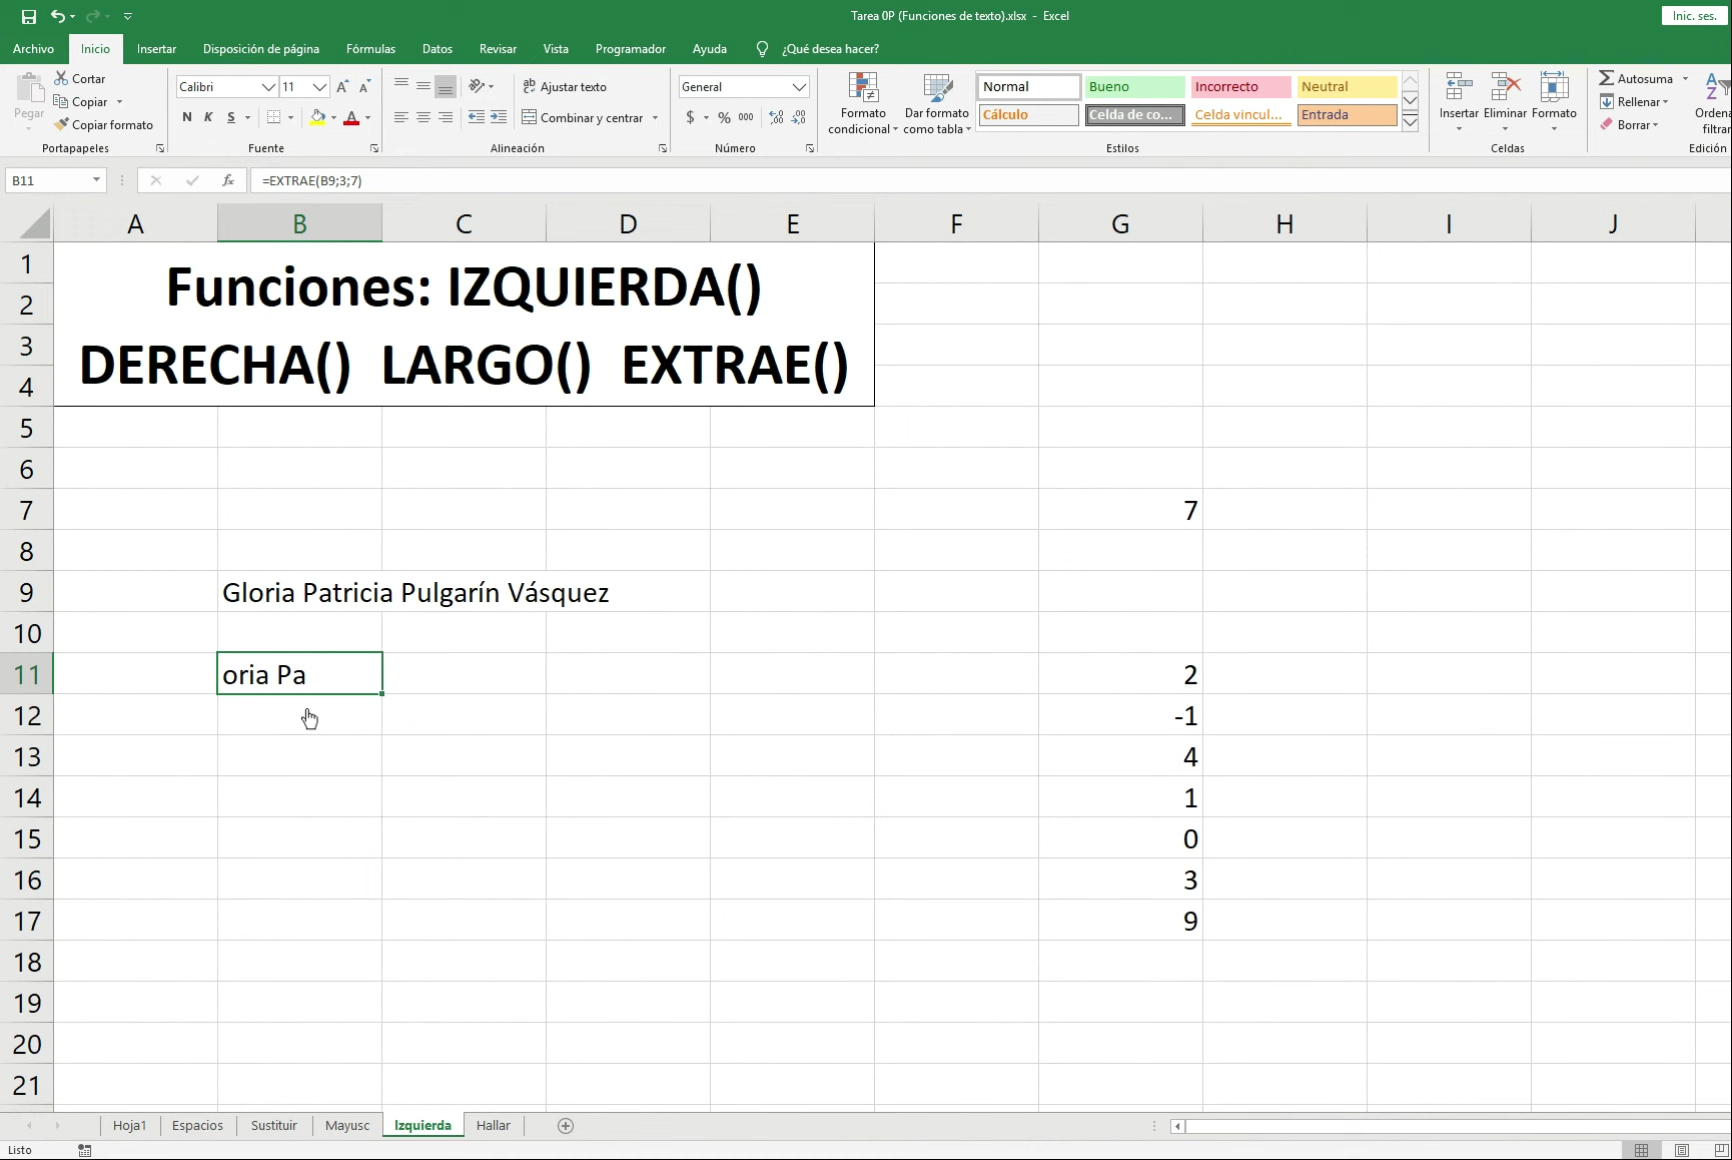 Tarea 0P (Funciones de texto).xlsx - Excel
Inic. ses.
Archivo Inicio Insertar Disposición de página Fórmulas Datos Revisar Vista Programador Ayuda ¿Qué desea hacer?
Pegar
Cortar
Copiar
Copiar formato
Portapapeles
Calibri 11
N K S
Fuente
Ajustar texto
Combinar y centrar
Alineación
General
$ % 000
Número
Formato condicional
Dar formato como tabla
Normal Bueno Incorrecto Neutral
Cálculo Celda de co... Celda vincul... Entrada
Estilos
Insertar Eliminar Formato
Celdas
Autosuma
Rellenar
Borrar
Ordena
filtrar
Edición
B11 fx =EXTRAE(B9;3;7)
A B C D E F G H I J
Funciones: IZQUIERDA()
DERECHA() LARGO() EXTRAE()
1
2
3
4
5
6
7 7
8
9 Gloria Patricia Pulgarín Vásquez
10
11 oria Pa 2
12 -1
13 4
14 1
15 0
16 3
17 9
18
19
20
21
Hoja1 Espacios Sustituir Mayusc Izquierda Hallar
Listo